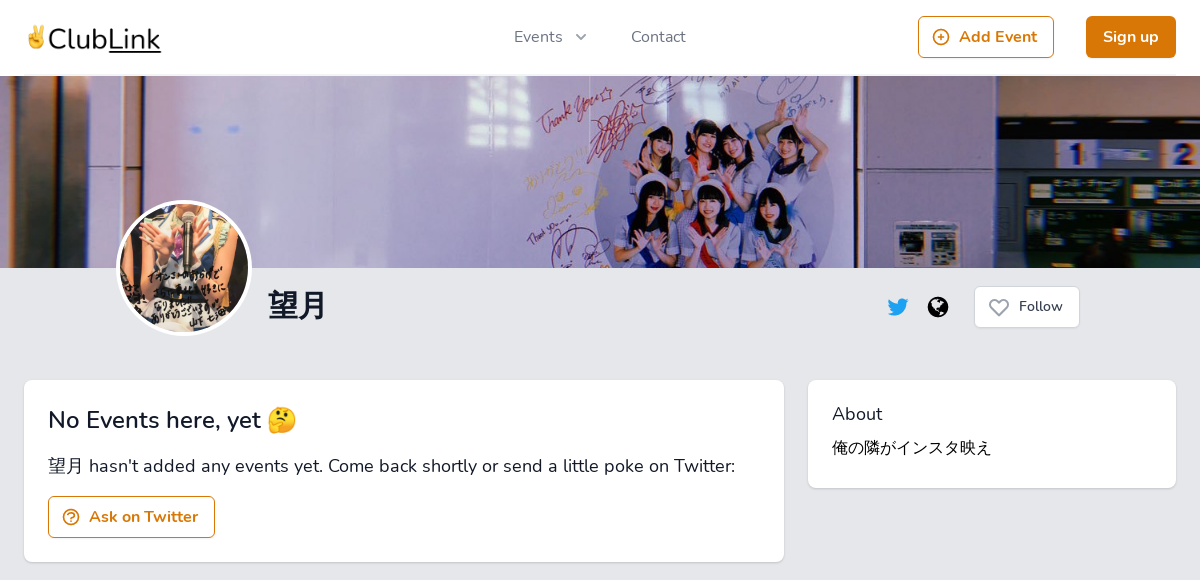 ✌️ClubLink
Events
Contact
Add Event
Sign up
Thank You
1
2
望月
Follow
No Events here, yet 🤔
望月 hasn't added any events yet. Come back shortly or send a little poke on Twitter:
Ask on Twitter
About
俺の隣がインスタ映え